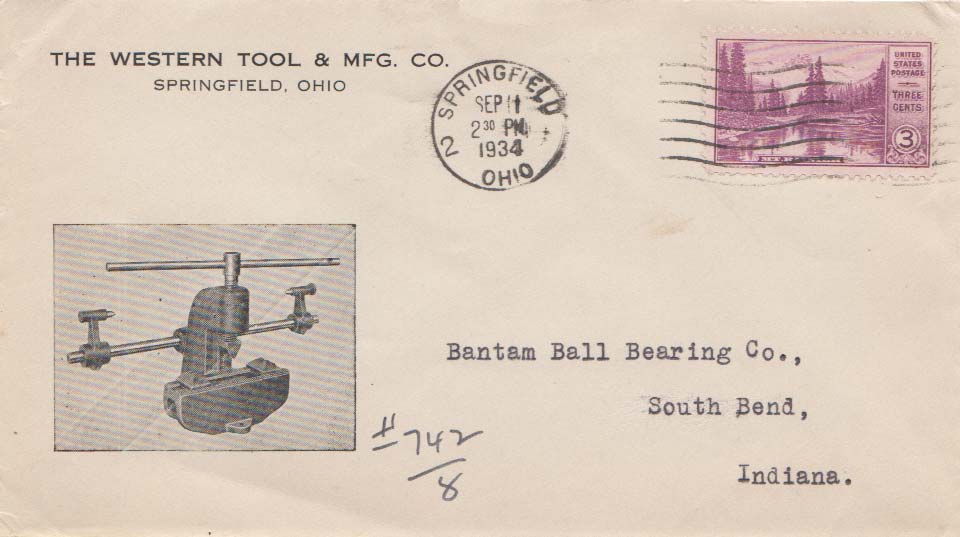 THE WESTERN TOOL & MFG. CO.
SPRINGFIELD, OHIO
SPRINGFIELD
SEP 11
2 30 PM
1934
2
OHIO
UNITED
STATES
POSTAGE
THREE
CENTS
3
Bantam Ball Bearing Co.,
South Bend,
Indiana.
#742
8